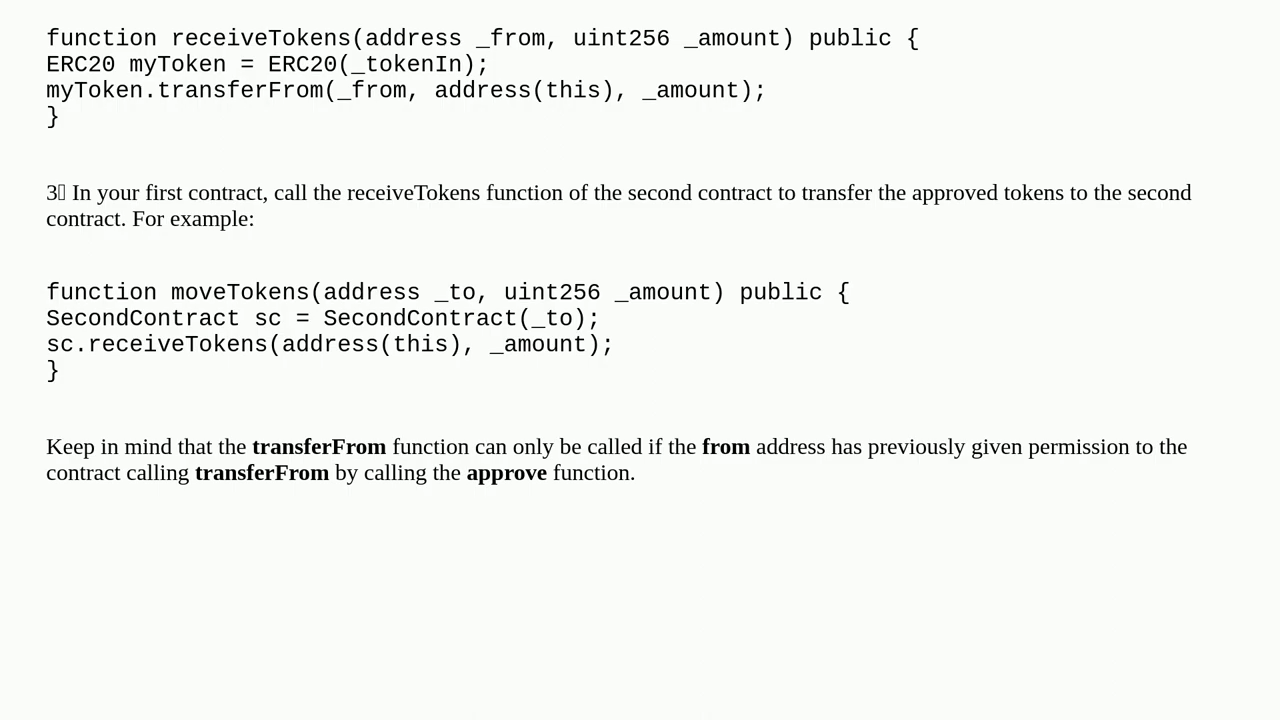 function receiveTokens(address _from, uint256 _amount) public {
ERC20 myToken = ERC20(_tokenIn);
myToken.transferFrom(_from, address(this), _amount);
}
3 In your first contract, call the receiveTokens function of the second contract to transfer the approved tokens to the second
contract. For example:
function moveTokens(address _to, uint256 _amount) public {
SecondContract sc = SecondContract(_to);
sc.receiveTokens(address(this), _amount);
}
Keep in mind that the transferFrom function can only be called if the from address has previously given permission to the
contract calling transferFrom by calling the approve function.